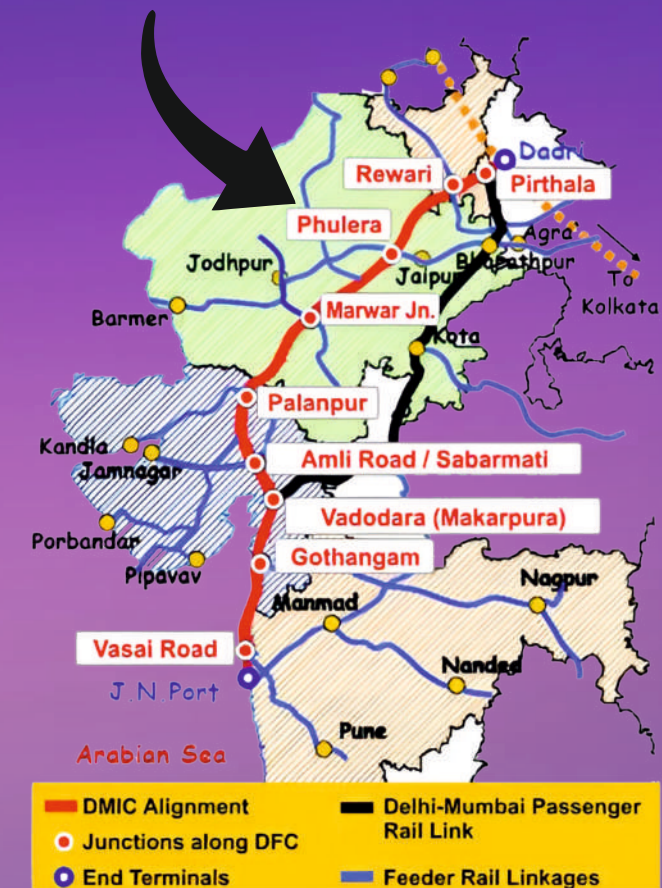 Dadri
Rewari
Pirthala
Phulera
Agra
Jodhpur
Jaipur
Bharathpur
To
Kolkata
Barmer
Marwar Jn.
Kota
Palanpur
Kandla
Jamnagar
Amli Road / Sabarmati
Vadodara (Makarpura)
Porbandar
Pipavav
Gothangam
Nagpur
Manmad
Vasai Road
Nanded
J.N.Port
Pune
Arabian Sea
DMIC Alignment
Delhi-Mumbai Passenger
Rail Link
Junctions along DFC
End Terminals
Feeder Rail Linkages